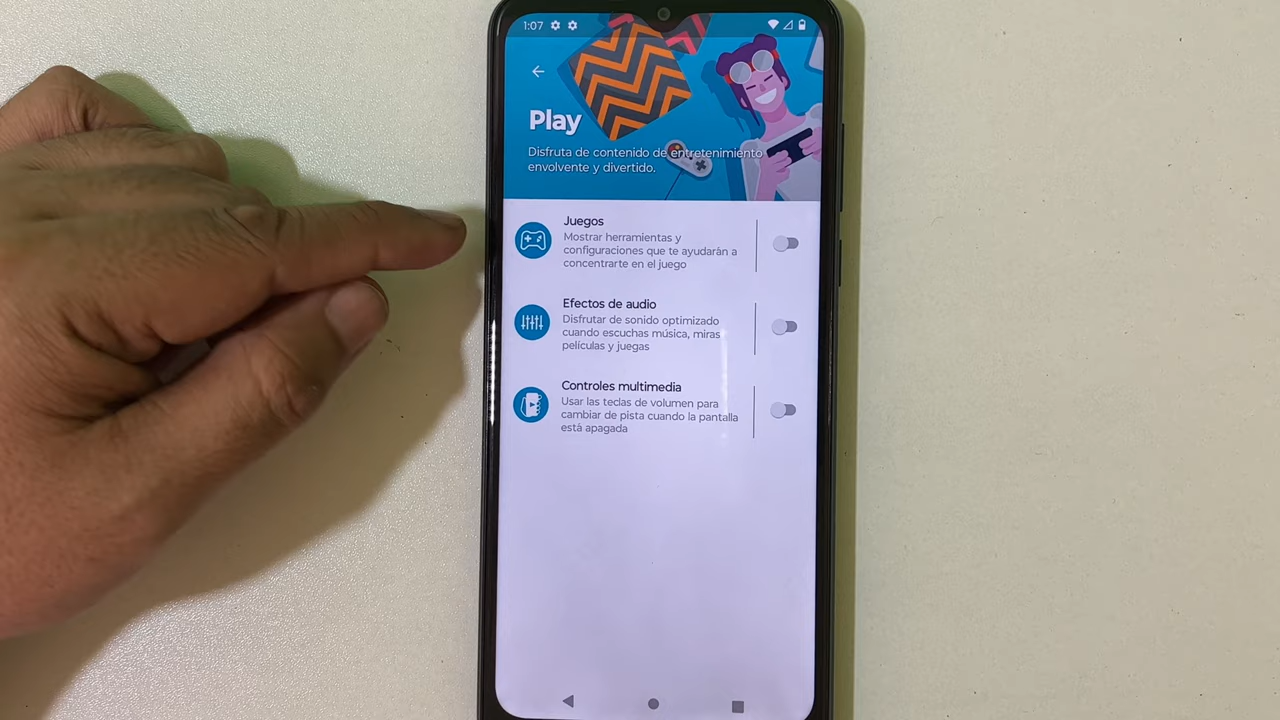 1:07
Play
Disfruta de contenido de entretenimiento
envolvente y divertido.
Juegos
Mostrar herramientas y
configuraciones que te ayudarán a
concentrarte en el juego
Efectos de audio
Disfrutar de sonido optimizado
cuando escuchas música, miras
películas y juegas
Controles multimedia
Usar las teclas de volumen para
cambiar de pista cuando la pantalla
está apagada